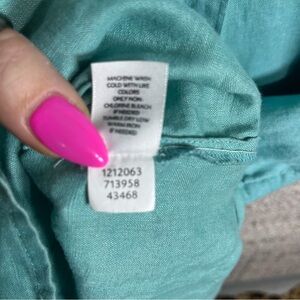 MACHINE WASH
COLD WITH LIKE
COLORS
ONLY NON-
CHLORINE BLEACH
IF NEEDED
TUMBLE DRY LOW
WARM IRON
IF NEEDED
1212063
713958
43468